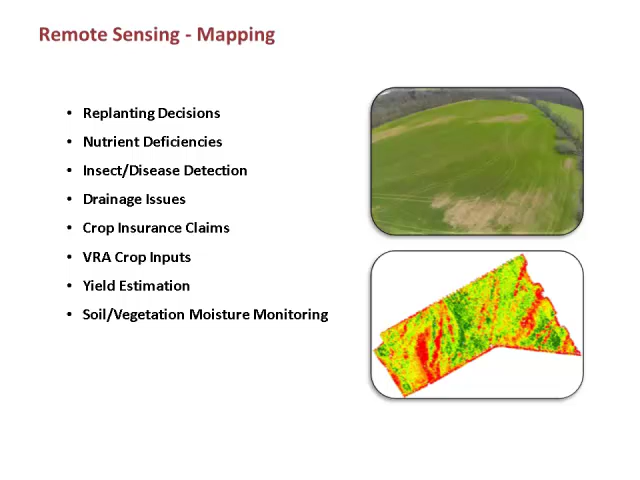 Remote Sensing - Mapping
• Replanting Decisions
• Nutrient Deficiencies
• Insect/Disease Detection
• Drainage Issues
• Crop Insurance Claims
• VRA Crop Inputs
• Yield Estimation
• Soil/Vegetation Moisture Monitoring